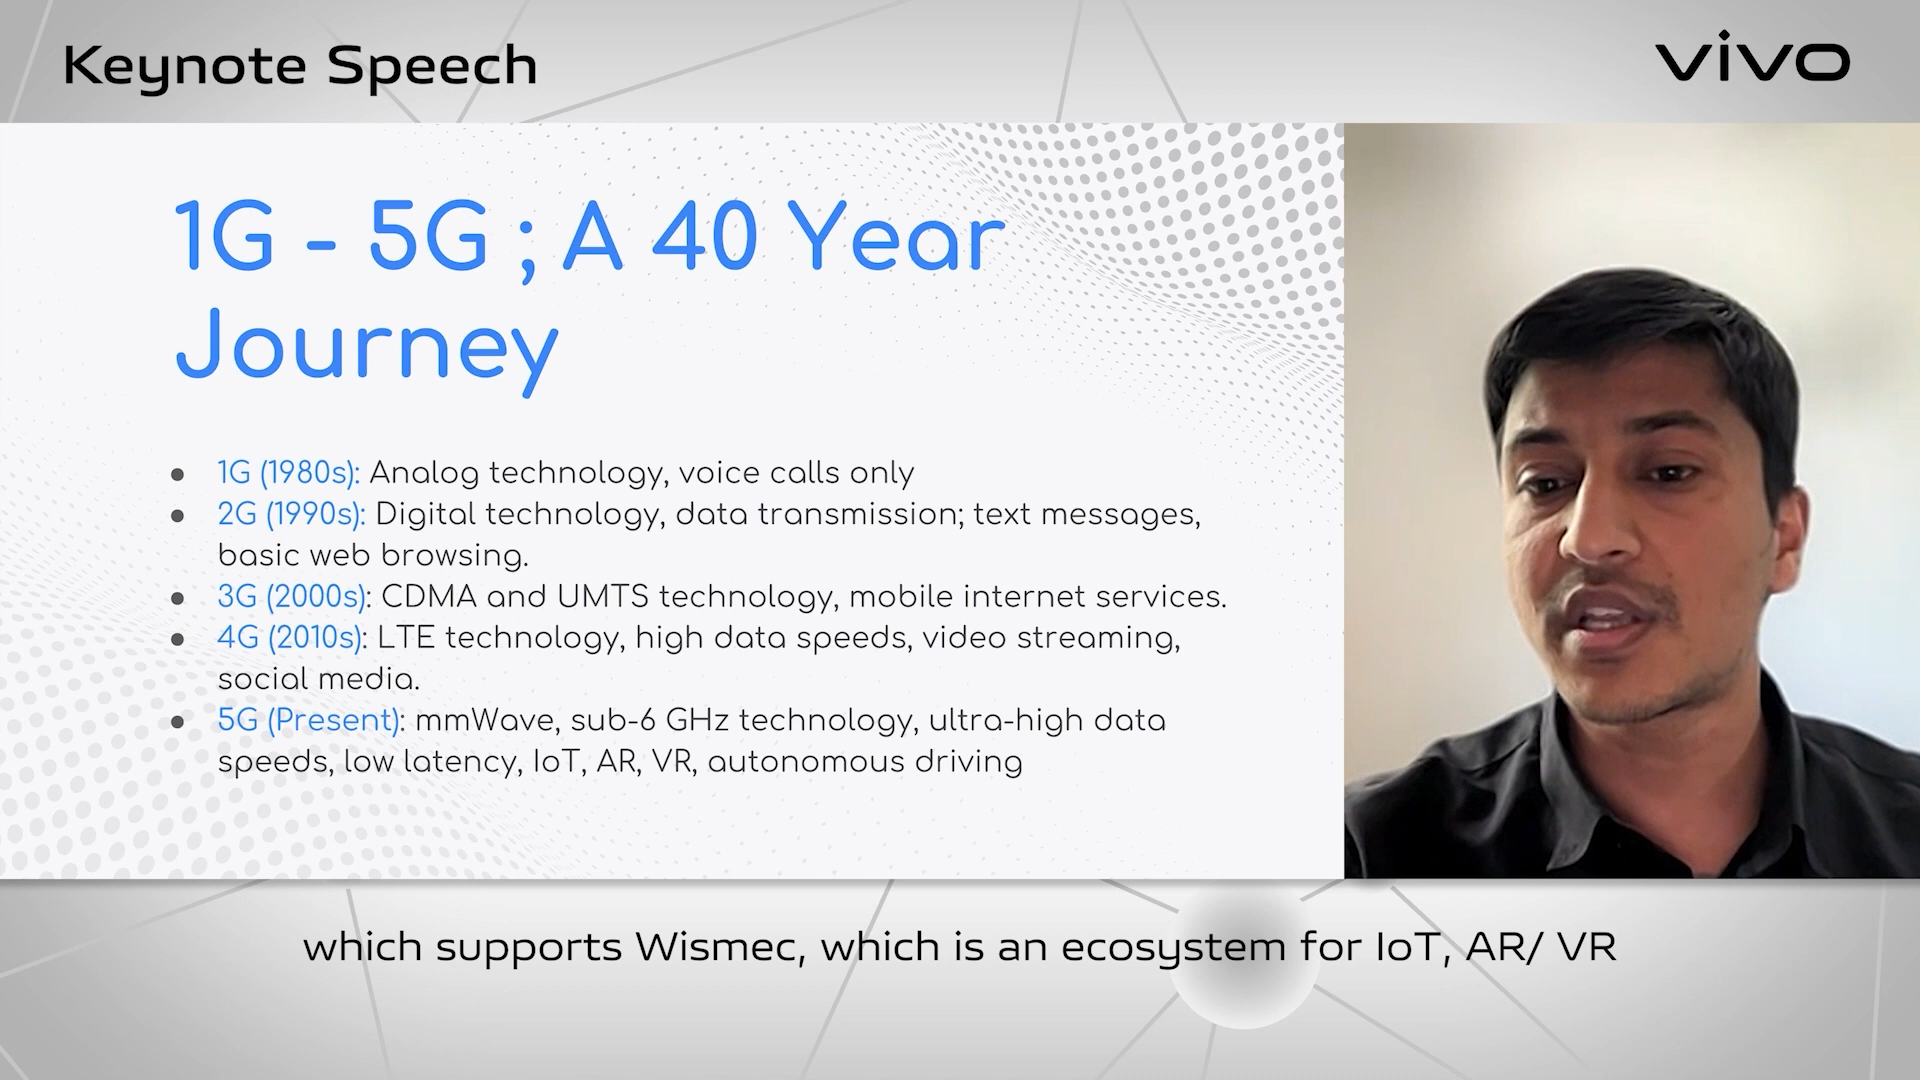 Keynote Speech
vivo
1G - 5G ; A 40 Year
Journey
● 1G (1980s): Analog technology, voice calls only
● 2G (1990s): Digital technology, data transmission; text messages,
basic web browsing.
● 3G (2000s): CDMA and UMTS technology, mobile internet services.
● 4G (2010s): LTE technology, high data speeds, video streaming,
social media.
● 5G (Present): mmWave, sub-6 GHz technology, ultra-high data
speeds, low latency, IoT, AR, VR, autonomous driving
which supports Wismec, which is an ecosystem for IoT, AR/ VR